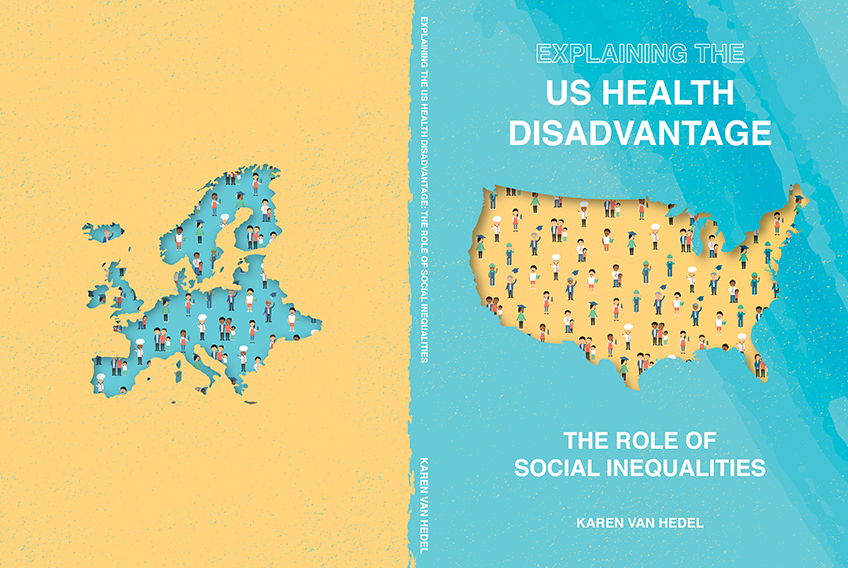 EXPLAINING THE US HEALTH DISADVANTAGE: THE ROLE OF SOCIAL INEQUALITIES
KAREN VAN HEDEL
EXPLAINING THE
US HEALTH
DISADVANTAGE
THE ROLE OF
SOCIAL INEQUALITIES
KAREN VAN HEDEL